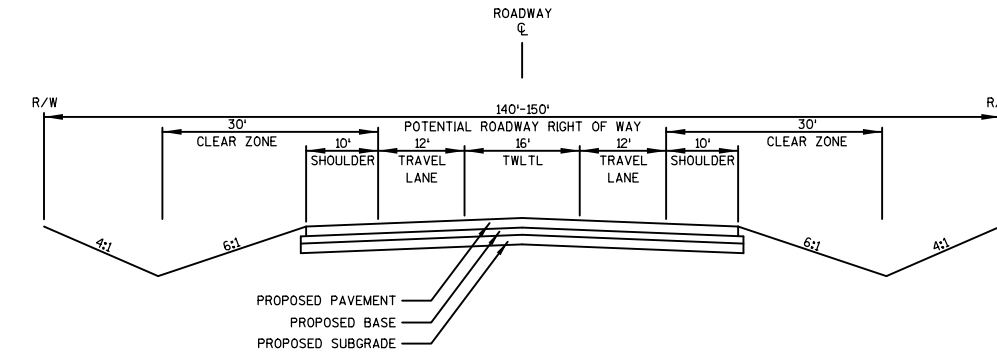 ROADWAY
℄
R/W
R/
140'-150'
POTENTIAL ROADWAY RIGHT OF WAY
30'
CLEAR ZONE
30'
CLEAR ZONE
10'
SHOULDER
12'
TRAVEL
LANE
16'
TWLTL
12'
TRAVEL
LANE
10'
SHOULDER
4:1
6:1
6:1
4:1
PROPOSED PAVEMENT
PROPOSED BASE
PROPOSED SUBGRADE